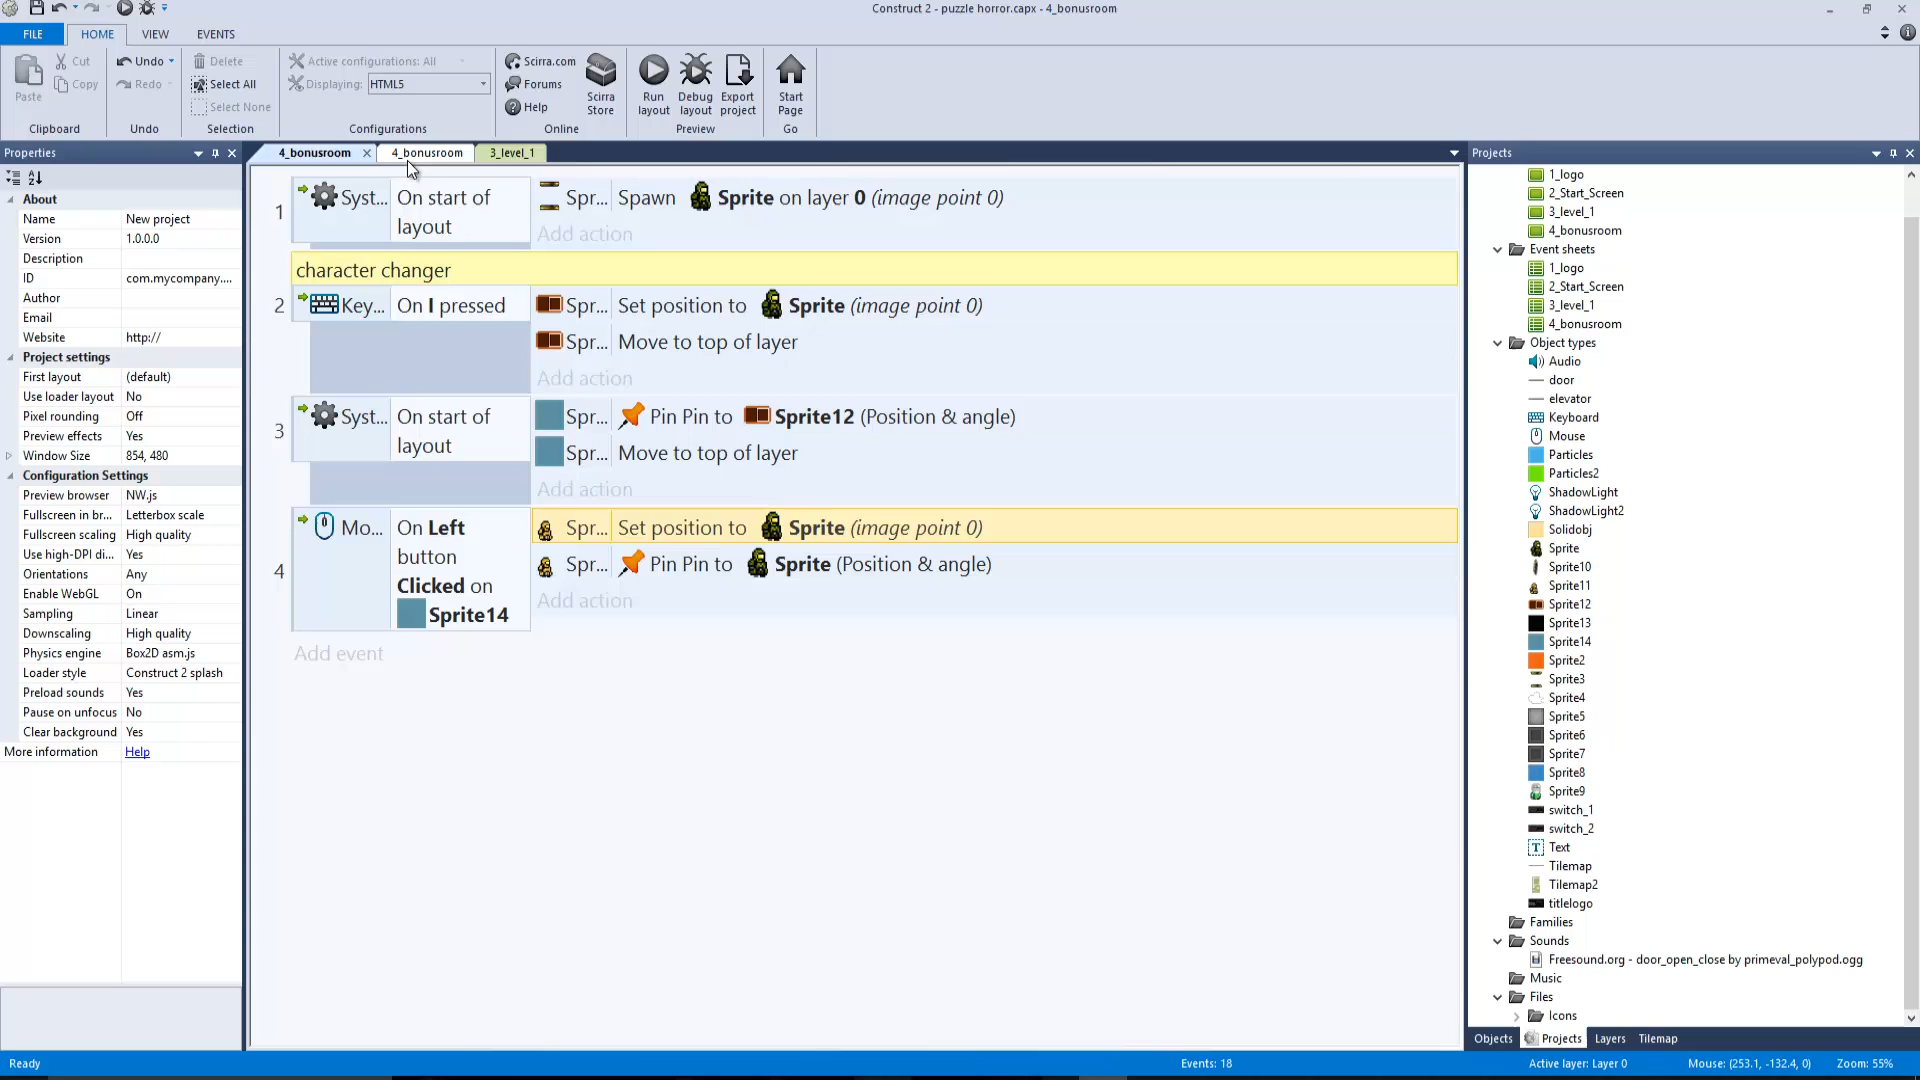 Construct 2 - puzzle horror.capx - 4_bonusroom
FILE
HOME
VIEW
EVENTS
Paste
Cut
Copy
Clipboard
Undo
Redo
Undo
Delete
Select All
Select None
Selection
Active configurations: All
Displaying:
HTML5
Configurations
Scirra.com
Forums
Help
Scirra Store
Online
Run layout
Debug layout
Export project
Preview
Start Page
Go
Properties
About
Name New project
Version 1.0.0.0
Description
ID com.mycompany....
Author
Email
Website http://
Project settings
First layout (default)
Use loader layout No
Pixel rounding Off
Preview effects Yes
Window Size 854, 480
Configuration Settings
Preview browser NW.js
Fullscreen in br... Letterbox scale
Fullscreen scaling High quality
Use high-DPI di... Yes
Orientations Any
Enable WebGL On
Sampling Linear
Downscaling High quality
Physics engine Box2D asm.js
Loader style Construct 2 splash
Preload sounds Yes
Pause on unfocus No
Clear background Yes
More information Help
4_bonusroom
4_bonusroom
3_level_1
1
Syst...
On start of
layout
Spr... Spawn Sprite on layer 0 (image point 0)
Add action
character changer
2
Key...
On I pressed
Spr... Set position to Sprite (image point 0)
Spr... Move to top of layer
Add action
3
Syst...
On start of
layout
Spr... Pin Pin to Sprite12 (Position & angle)
Spr... Move to top of layer
Add action
4
Mo...
On Left
button
Clicked on
Sprite14
Spr... Set position to Sprite (image point 0)
Spr... Pin Pin to Sprite (Position & angle)
Add action
Add event
Projects
1_logo
2_Start_Screen
3_level_1
4_bonusroom
Event sheets
1_logo
2_Start_Screen
3_level_1
4_bonusroom
Object types
Audio
door
elevator
Keyboard
Mouse
Particles
Particles2
ShadowLight
ShadowLight2
Solidobj
Sprite
Sprite10
Sprite11
Sprite12
Sprite13
Sprite14
Sprite2
Sprite3
Sprite4
Sprite5
Sprite6
Sprite7
Sprite8
Sprite9
switch_1
switch_2
Text
Tilemap
Tilemap2
titlelogo
Families
Sounds
Freesound.org - door_open_close by primeval_polypod.ogg
Music
Files
Icons
Objects
Projects
Layers
Tilemap
Ready
Events: 18
Active layer: Layer 0
Mouse: (253.1, -132.4, 0)
Zoom: 55%